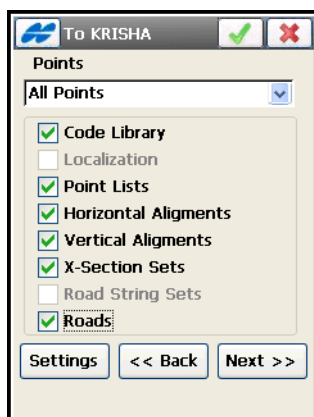 To KRISHA
Points
All Points
Code Library
Localization
Point Lists
Horizontal Aligments
Vertical Aligments
X-Section Sets
Road String Sets
Roads
Settings << Back Next >>